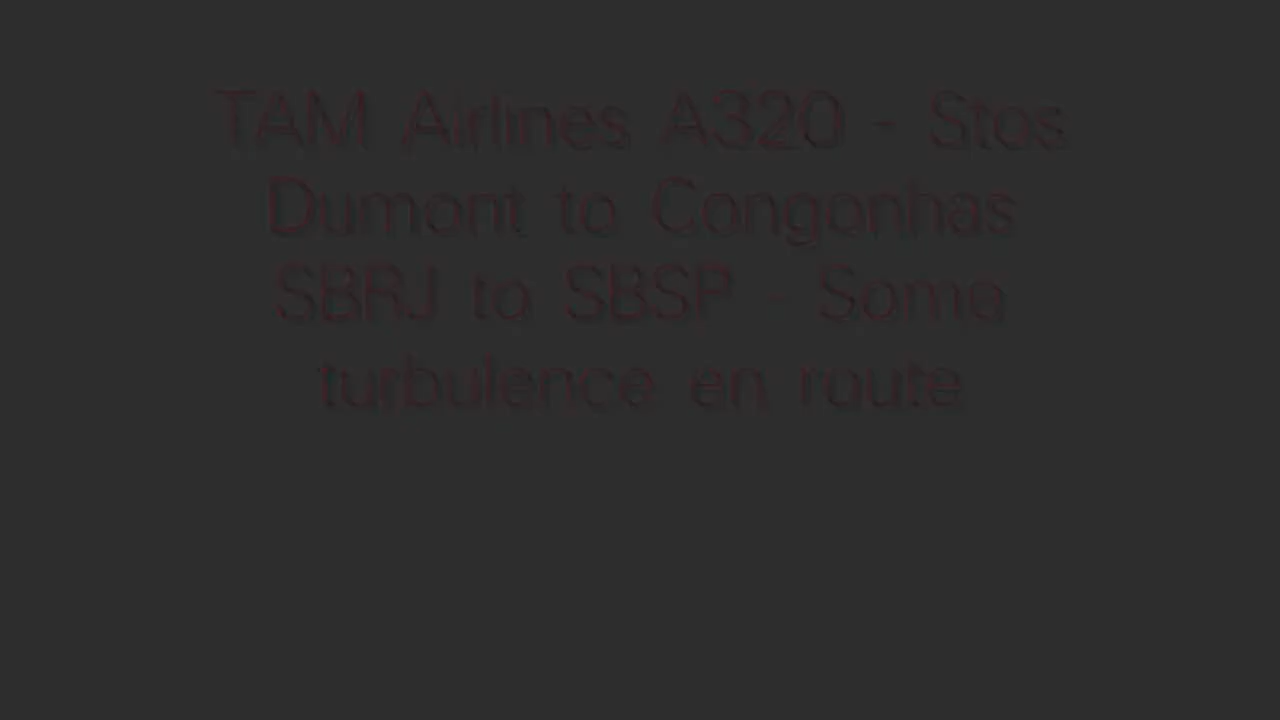 TAM Airlines A320 - Stos
Dumont to Congonhas
SBRJ to SBSP - Some
turbulence en route